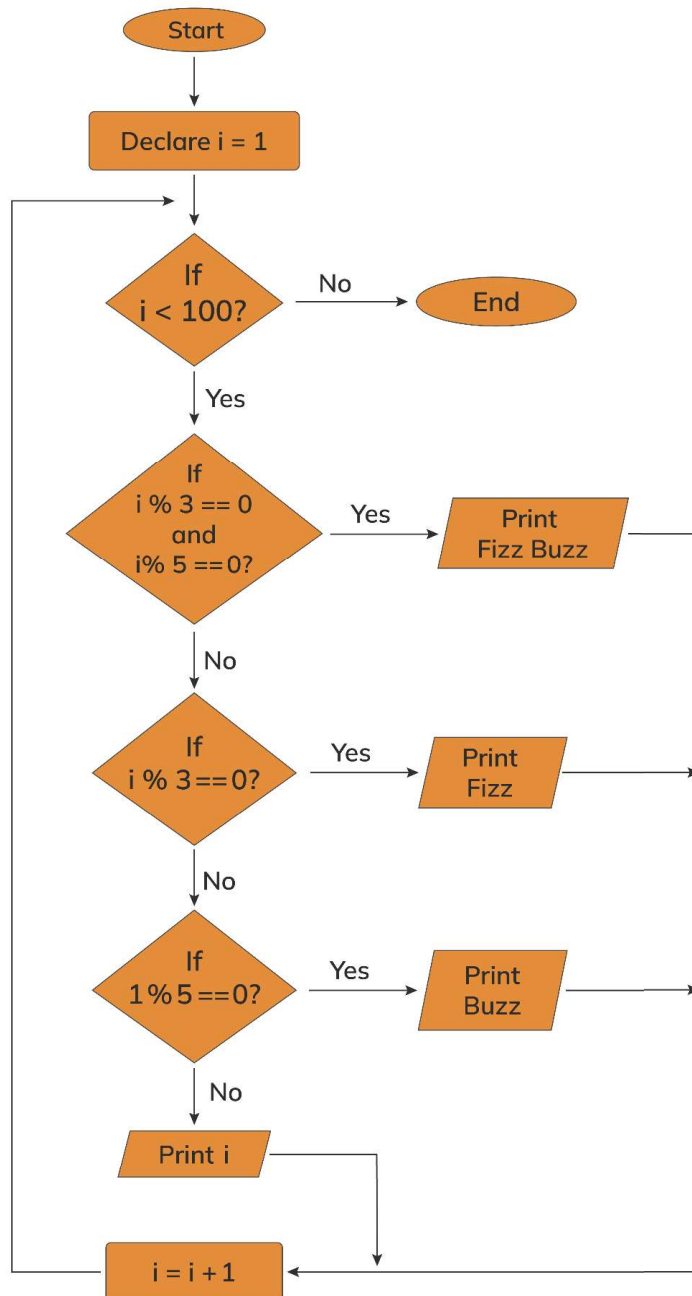 Start
Declare i = 1
If
i < 100?
No
End
Yes
If
i % 3 == 0
and
i% 5 ==0?
Yes
Print
Fizz Buzz
No
If
i % 3==0?
Yes
Print
Fizz
No
If
1%5==0?
Yes
Print
Buzz
No
Print i
i = i + 1